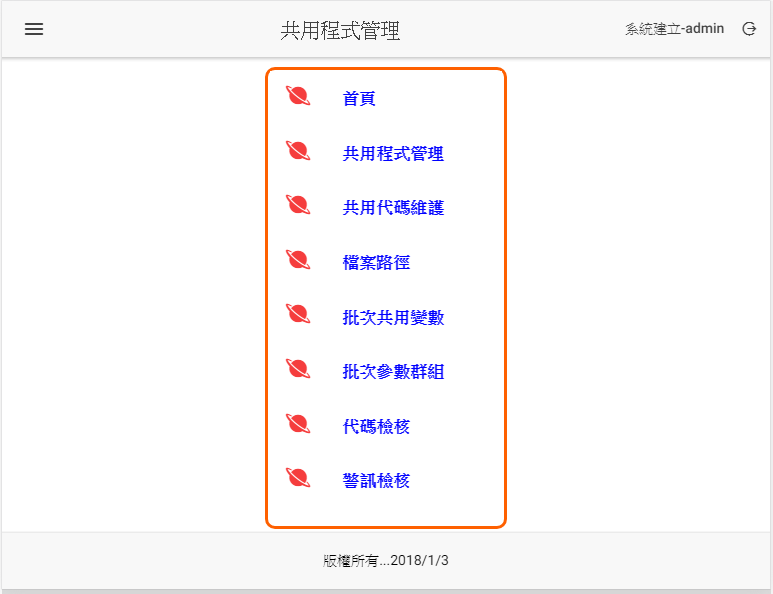 共用程式管理
系統建立-admin
首頁
共用程式管理
共用代碼維護
檔案路徑
批次共用變數
批次參數群組
代碼檢核
警訊檢核
版權所有...2018/1/3